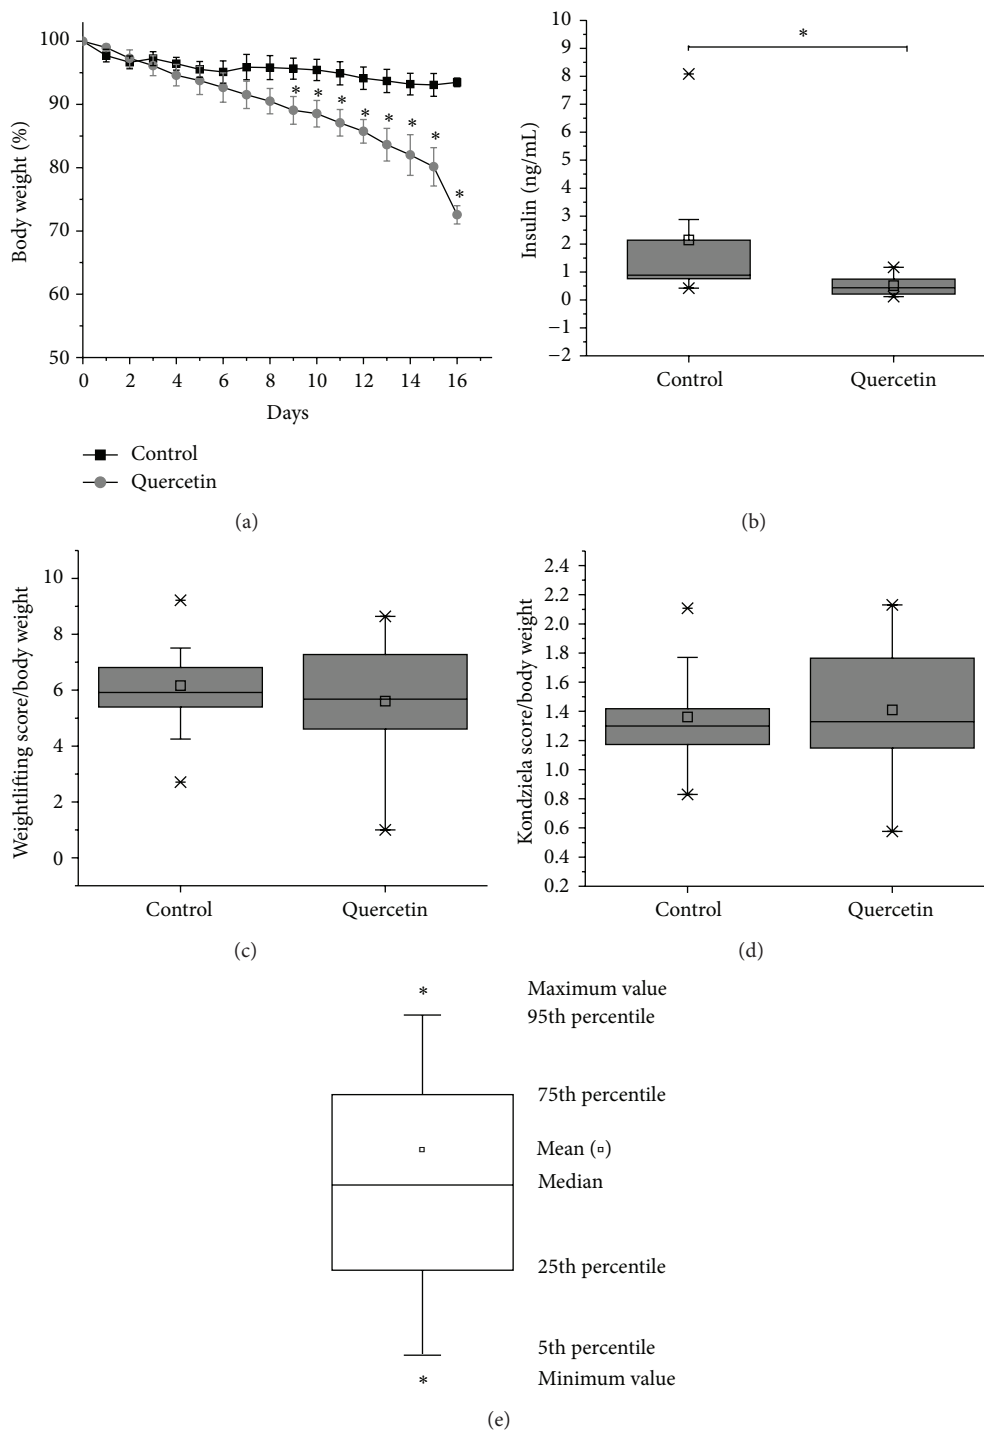 100
90
80
70
60
50
Body weight (%)
* * * * * * * *
0 2 4 6 8 10 12 14 16
Days
Control
Quercetin
(a)
10
9
8
7
6
5
4
3
2
1
0
−1
−2
Insulin (ng/mL)
*
Control Quercetin
(b)
10
8
6
4
2
0
Weightlifting score/body weight
Control Quercetin
(c)
2.4
2.2
2.0
1.8
1.6
1.4
1.2
1.0
0.8
0.6
0.4
0.2
Kondziela score/body weight
Control Quercetin
(d)
* Maximum value
95th percentile
75th percentile
Mean (▫)
Median
25th percentile
5th percentile
* Minimum value
(e)